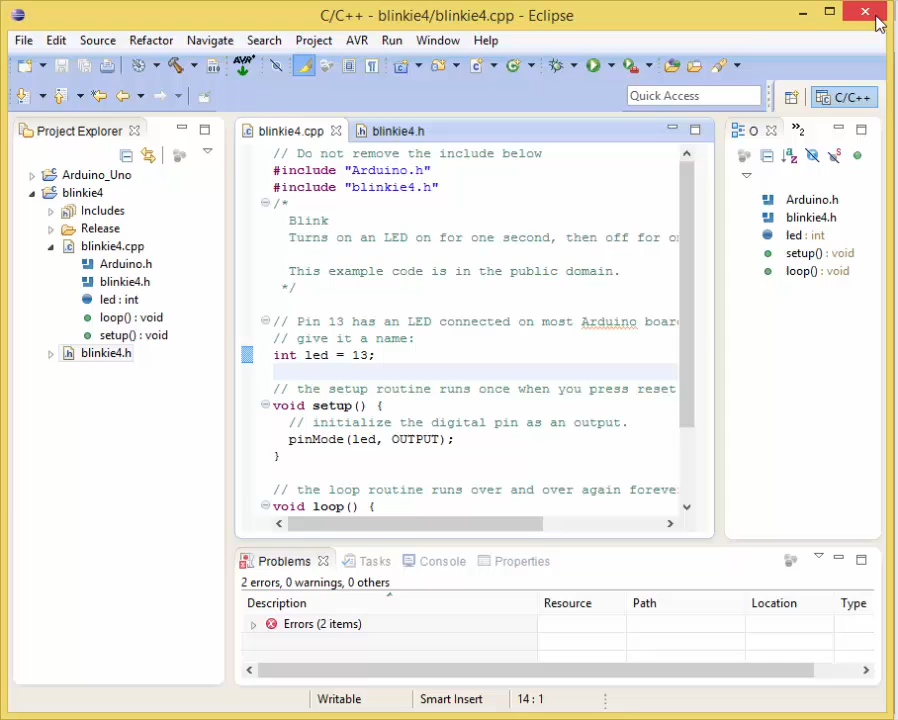 C/C++ - blinkie4/blinkie4.cpp - Eclipse
File Edit Source Refactor Navigate Search Project AVR Run Window Help
AVR
Quick Access
C/C++
Project Explorer
Arduino_Uno
blinkie4
Includes
Release
blinkie4.cpp
Arduino.h
blinkie4.h
led : int
loop() : void
setup() : void
blinkie4.h
blinkie4.cpp
blinkie4.h
// Do not remove the include below
#include "Arduino.h"
#include "blinkie4.h"
/*
Blink
Turns on an LED on for one second, then off for o
This example code is in the public domain.
*/
// Pin 13 has an LED connected on most Arduino boar
// give it a name:
int led = 13;
// the setup routine runs once when you press reset
void setup() {
// initialize the digital pin as an output.
pinMode(led, OUTPUT);
}
// the loop routine runs over and over again foreve
void loop() {
O
»2
Arduino.h
blinkie4.h
led : int
setup() : void
loop() : void
Problems Tasks Console Properties
2 errors, 0 warnings, 0 others
Description Resource Path Location Type
Errors (2 items)
Writable Smart Insert 14 : 1